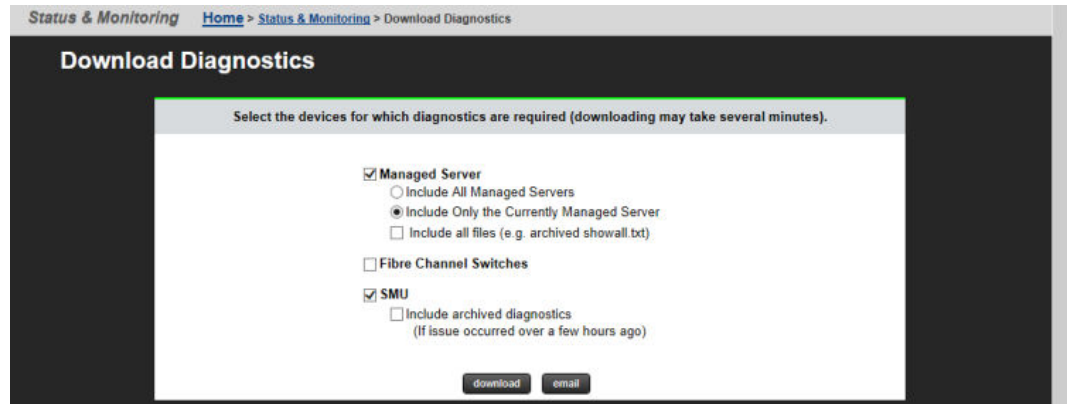 Status & Monitoring Home > Status & Monitoring > Download Diagnostics
Download Diagnostics
Select the devices for which diagnostics are required (downloading may take several minutes).
Managed Server
Include All Managed Servers
Include Only the Currently Managed Server
Include all files (e.g. archived showall.txt)
Fibre Channel Switches
SMU
Include archived diagnostics
(If issue occurred over a few hours ago)
download email